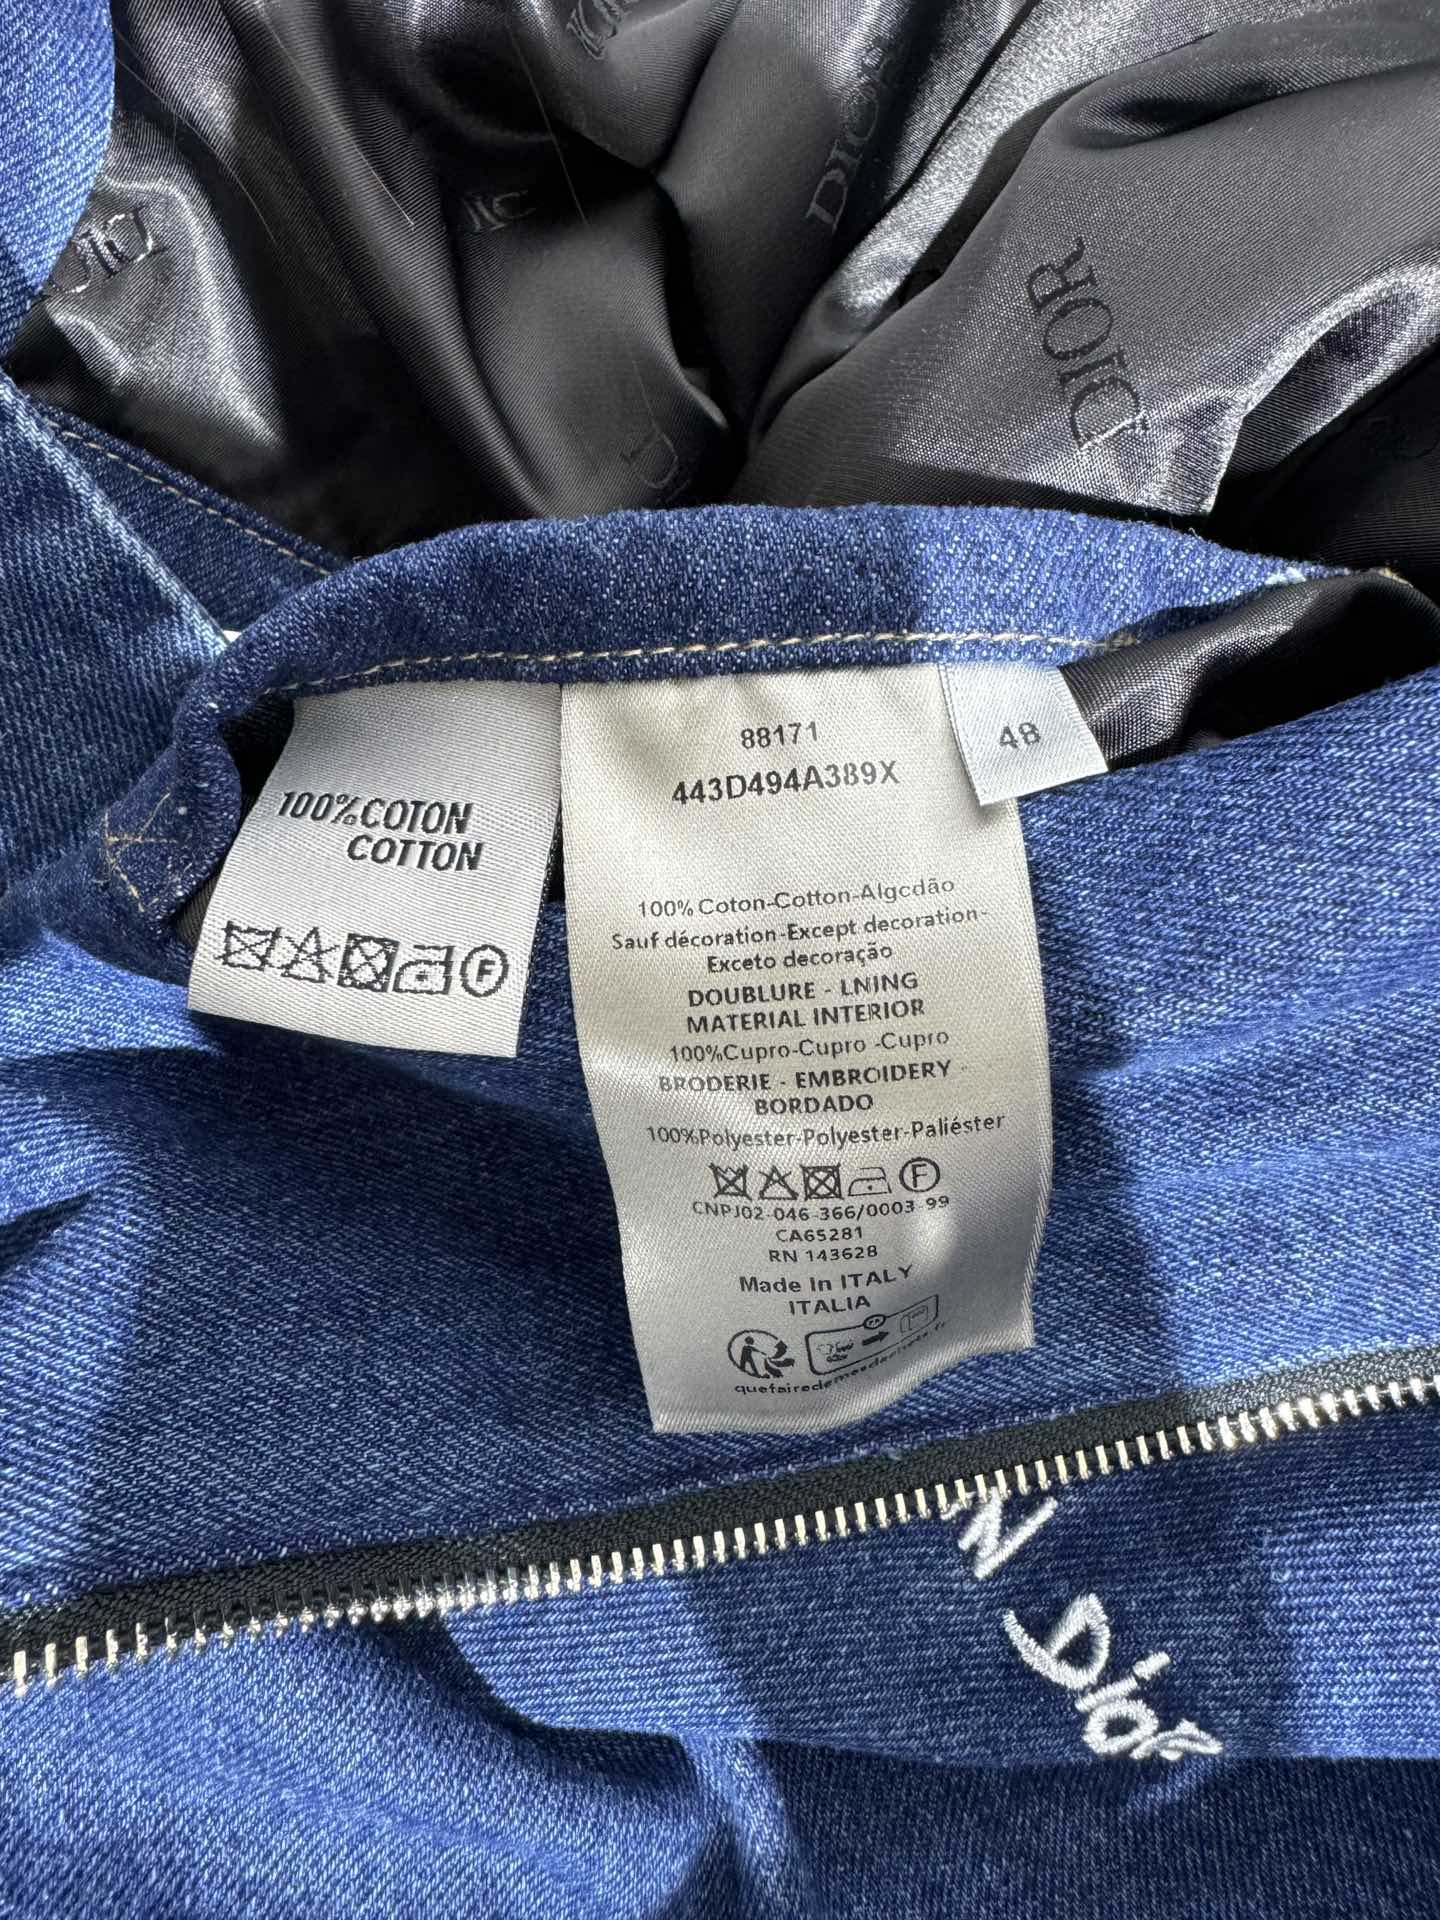 DIOR
DIOR
88171
443D494A389X
48
100%COTON
COTTON
F
100% Coton-Cotton-Algcdão
Sauf décoration-Except decoration-
Exceto decoração
DOUBLURE - LNING
MATERIAL INTERIOR
100%Cupro-Cupro -Cupro
BRODERIE - EMBROIDERY -
BORDADO
100%Polyester-Polyester-Paliéster
F
CNPJ02-046-366/0003-99
CA65281
RN 143628
Made In ITALY
ITALIA
Dior